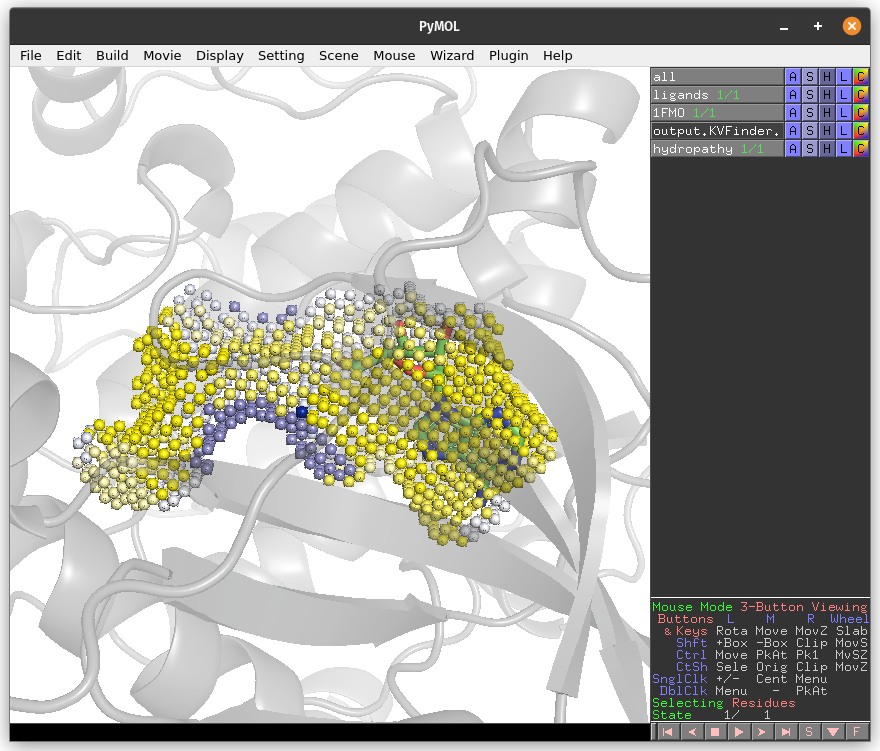 PyMOL
File Edit Build Movie Display Setting Scene Mouse Wizard Plugin Help
all A S H L C
ligands 1/1 A S H L C
1FMO 1/1 A S H L C
output.KVFinder. A S H L C
hydropathy 1/1 A S H L C
Mouse Mode 3-Button Viewing
Buttons L M R Wheel
& Keys Rota Move MovZ Slab
Shft +Box -Box Clip MovS
Ctrl Move PkAt Pk1 MvSZ
CtSh Sele Orig Clip MovZ
SnglClk +/- Cent Menu
DblClk Menu - PkAt
Selecting Residues
State 1/ 1
S F